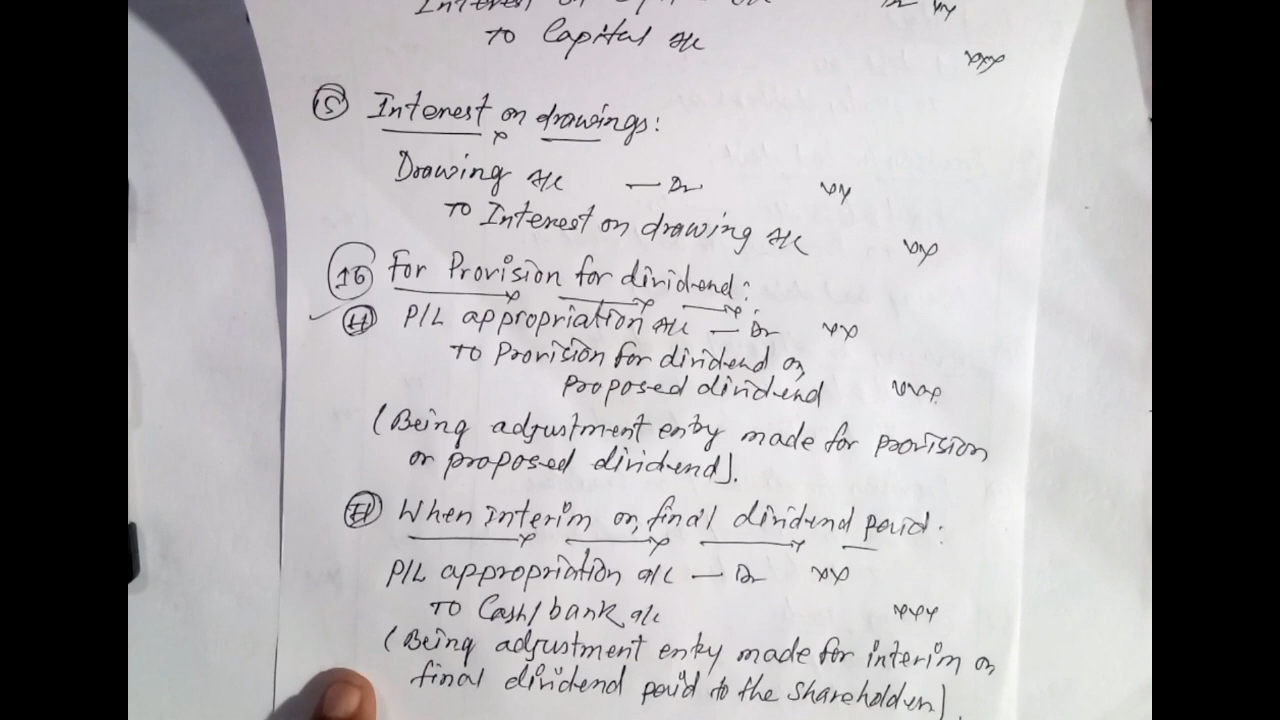 Interest on
TO Capital A/c xxx
15 Interest on drawings:
Drawing A/c — Dr xx
TO Interest on drawing A/c xx
16 For Provision for dividend:
P/L appropriation A/c — Dr xx
TO Provision for dividend or
proposed dividend xxx
(Being adjustment entry made for provision
or proposed dividend).
II When interim or final dividend paid:
P/L appropriation a/c — Dr xx
TO Cash/bank a/c xxx
(Being adjustment entry made for interim or
final dividend paid to the shareholder).